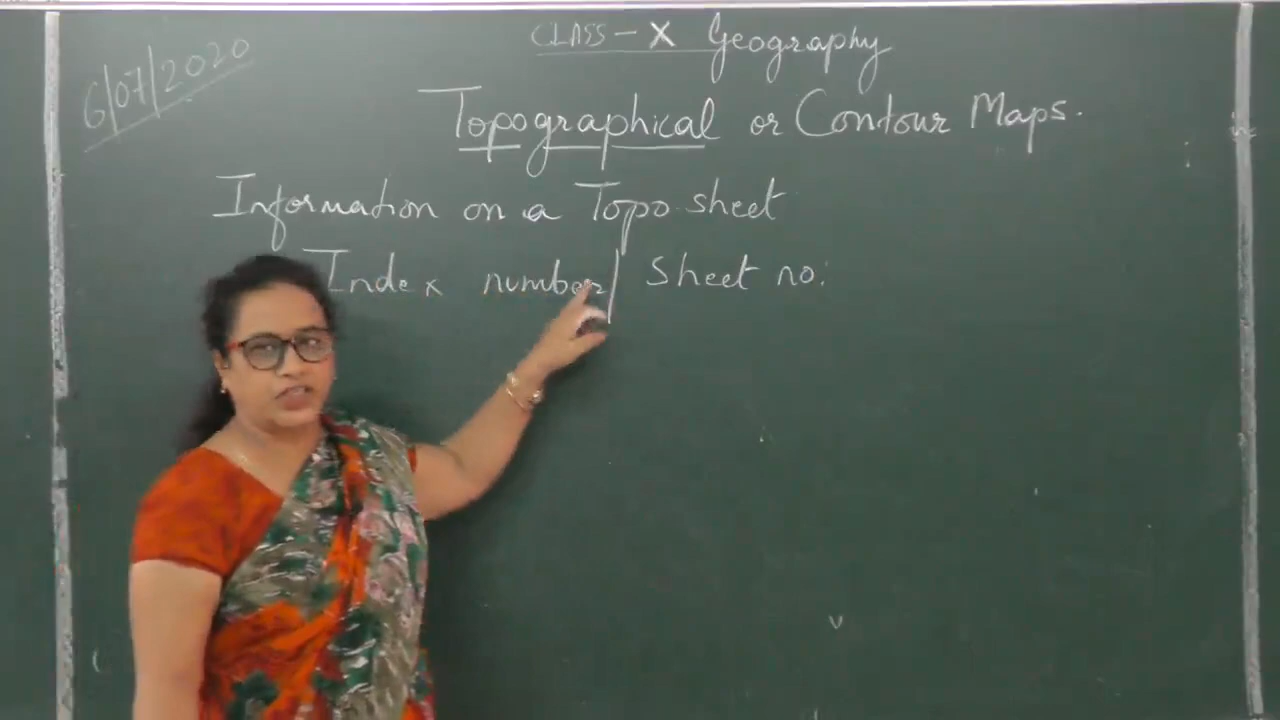 6/07/2020
CLASS - X Geography
Topographical or Contour Maps.
Information on a Topo sheet
Index number/ Sheet no: